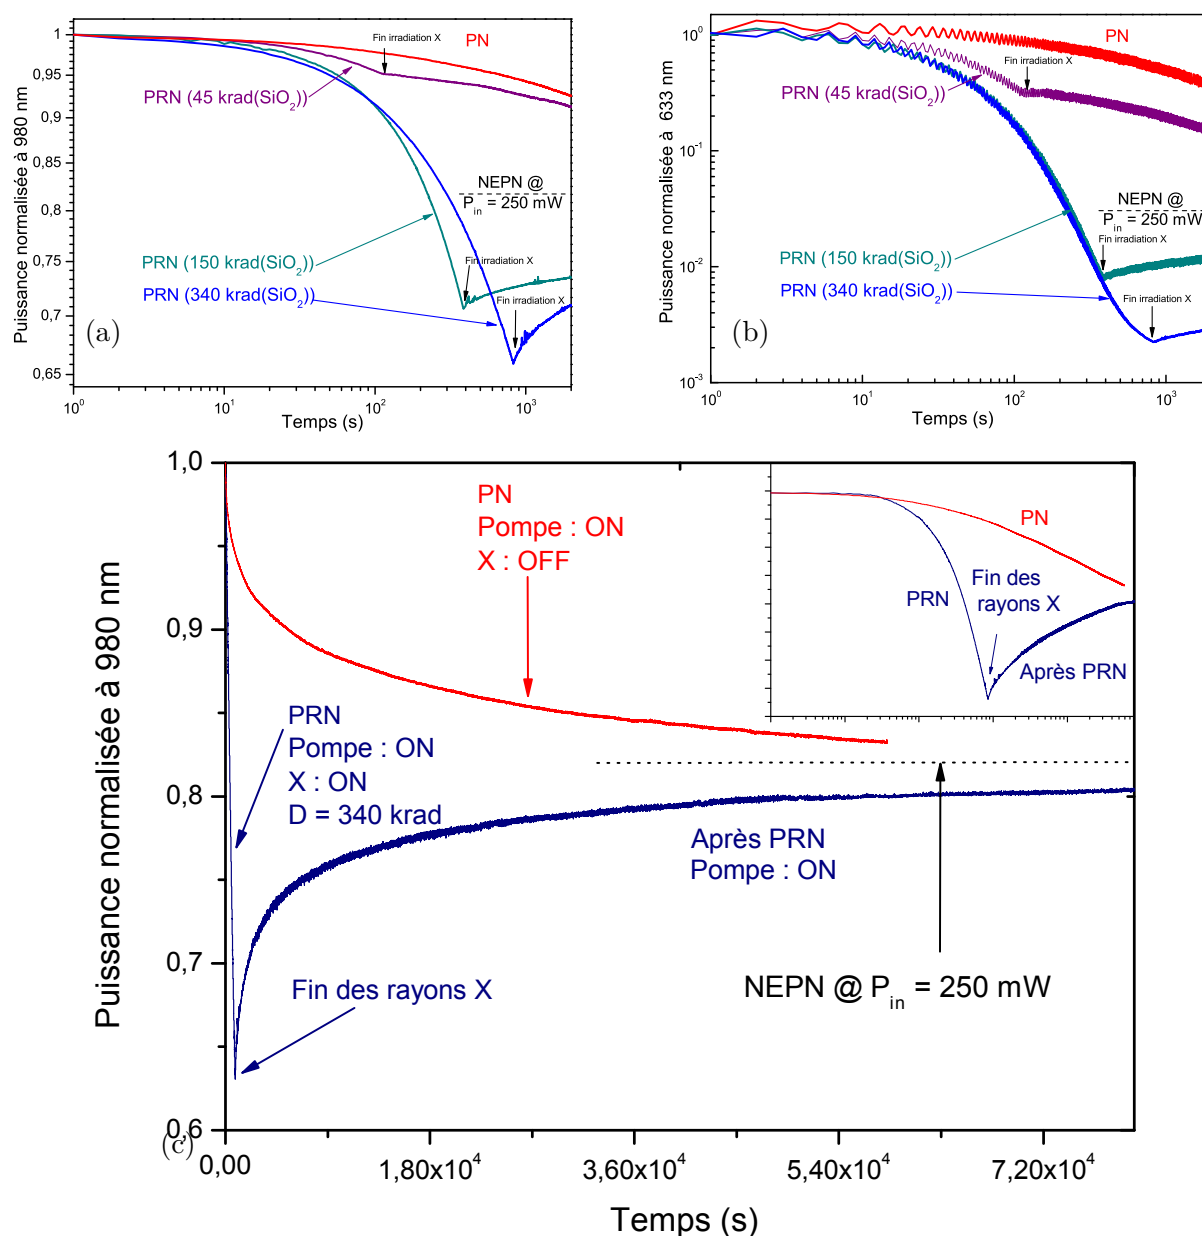 Puissance normalisée à 980 nm
1
0,95
0,9
0,85
0,8
0,75
0,7
0,65
PN
Fin irradiation X
PRN (45 krad(SiO2))
NEPN @
Pin = 250 mW
PRN (150 krad(SiO2))
Fin irradiation X
PRN (340 krad(SiO2))
Fin irradiation X
(a)
10^0
10^1
10^2
10^3
Temps (s)
Puissance normalisée à 633 nm
10^0
10^-1
10^-2
10^-3
PN
Fin irradiation X
PRN (45 krad(SiO2))
NEPN @
Pin = 250 mW
Fin irradiation X
PRN (150 krad(SiO2))
PRN (340 krad(SiO2))
Fin irradiation X
(b)
10^0
10^1
10^2
10^3
Temps (s)
Puissance normalisée à 980 nm
1,0
0,9
0,8
0,7
0,6
PN
Pompe : ON
X : OFF
PN
Fin des
rayons X
PRN
Après PRN
PRN
Pompe : ON
X : ON
D = 340 krad
Après PRN
Pompe : ON
Fin des rayons X
NEPN @ Pin = 250 mW
(c)
0,00
1,80x10^4
3,60x10^4
5,40x10^4
7,20x10^4
Temps (s)